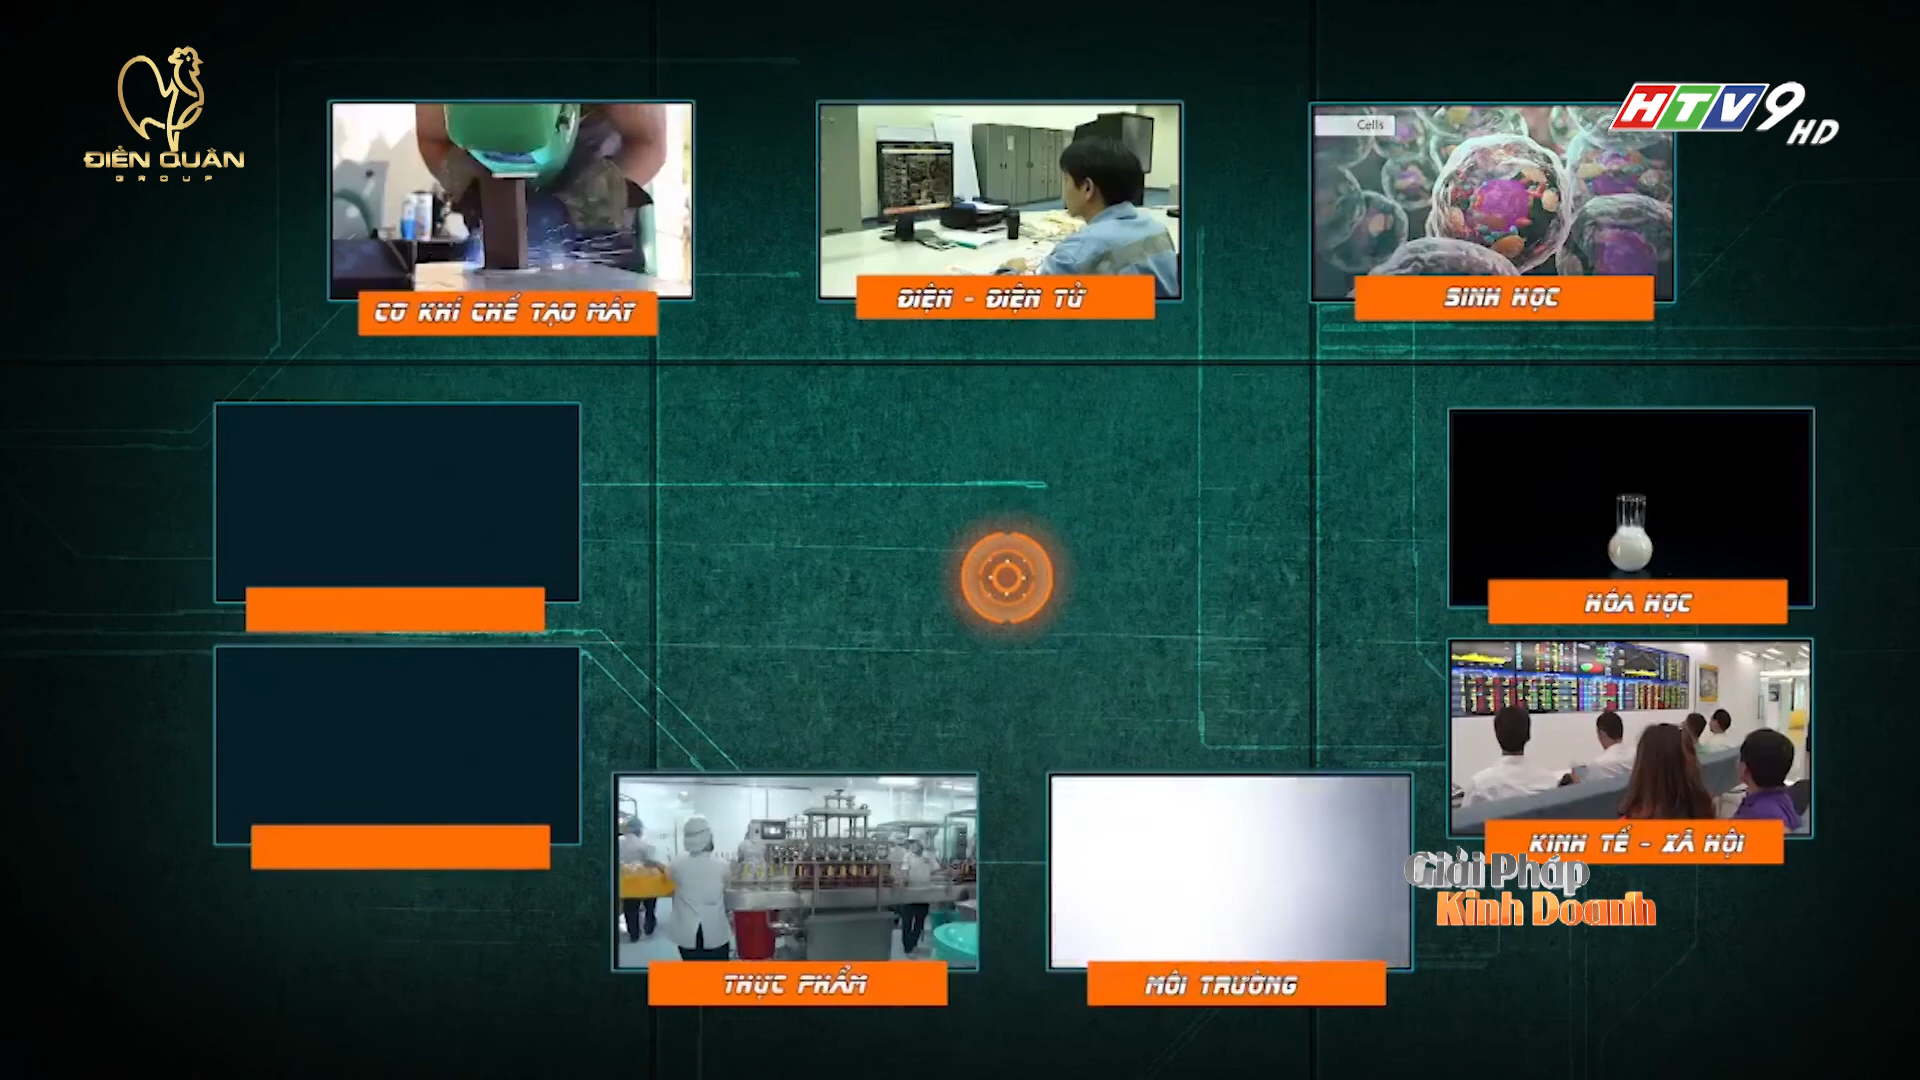 ĐIỀN QUÂN
GROUP
HTV9 HD
Cells
CƠ KHÍ CHẾ TẠO MÁY
ĐIỆN - ĐIỆN TỬ
SINH HỌC
HÓA HỌC
KINH TẾ - XÃ HỘI
Giải Pháp
Kinh Doanh
THỰC PHẨM
MÔI TRƯỜNG